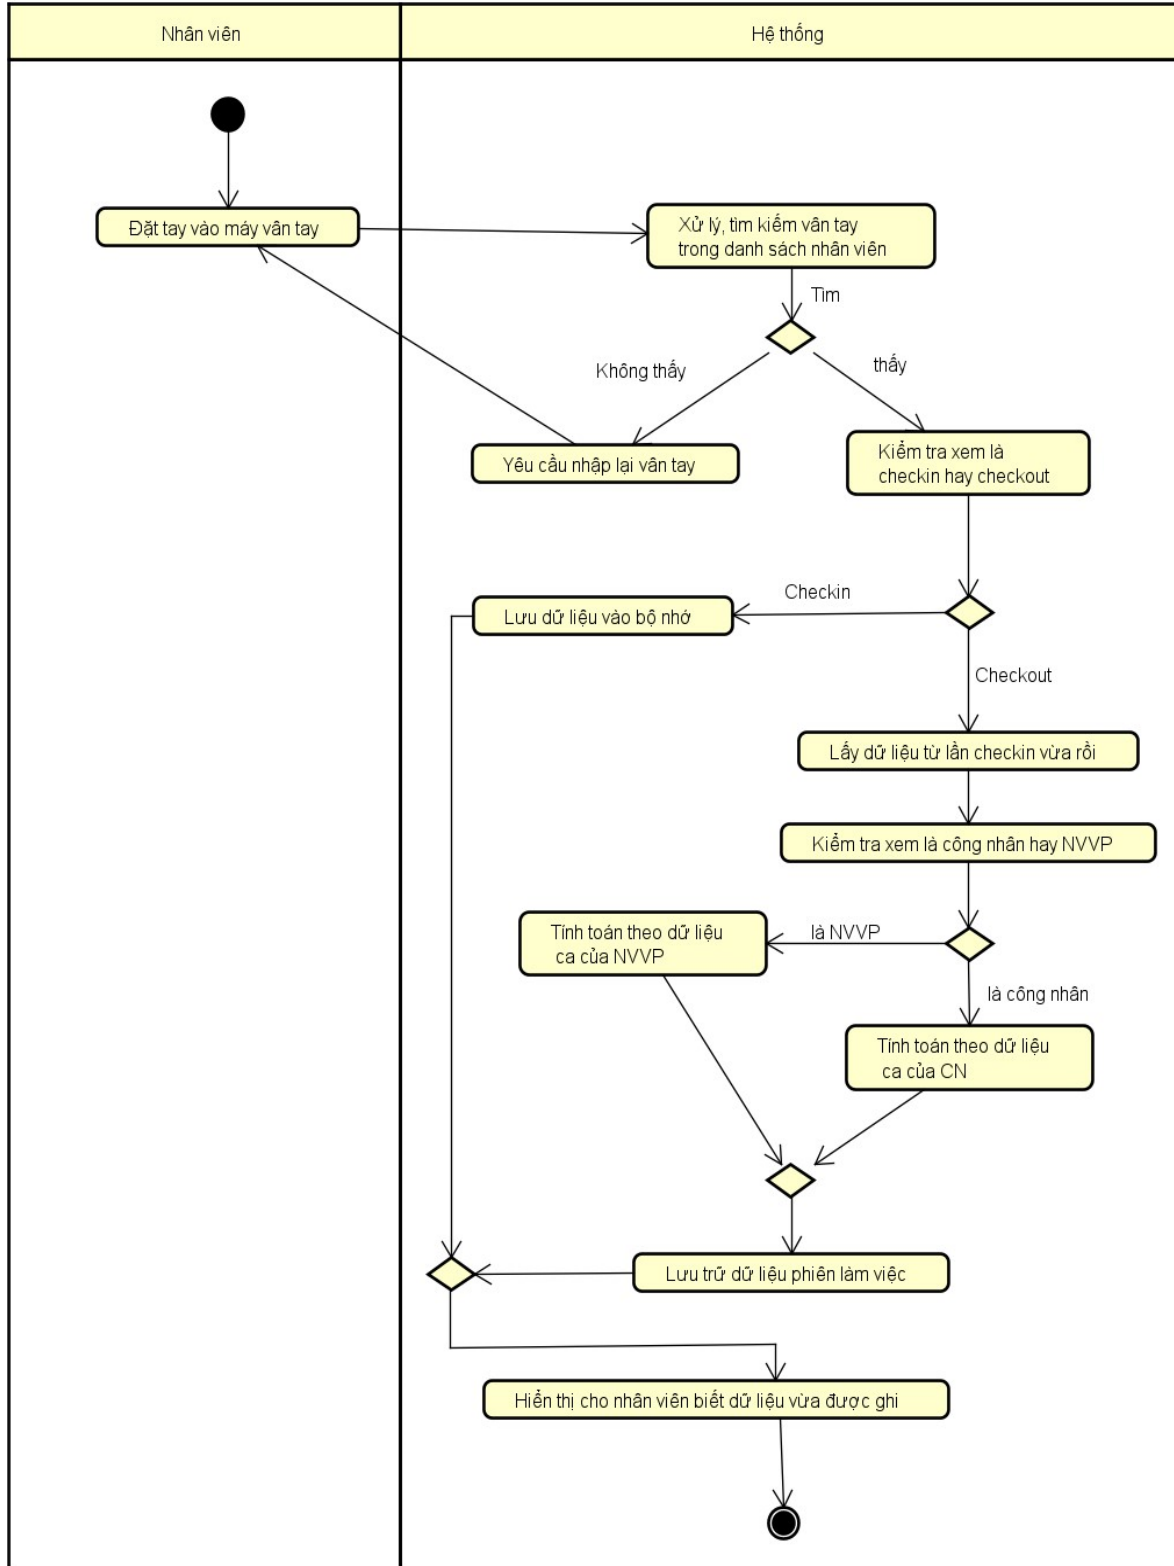 Nhân viên
Hệ thống
Đặt tay vào máy vân tay
Xử lý, tìm kiếm vân tay
trong danh sách nhân viên
Tìm
Không thấy
thấy
Yêu cầu nhập lại vân tay
Kiểm tra xem là
checkin hay checkout
Checkin
Lưu dữ liệu vào bộ nhớ
Checkout
Lấy dữ liệu từ lần checkin vừa rồi
Kiểm tra xem là công nhân hay NVVP
Tính toán theo dữ liệu
ca của NVVP
là NVVP
là công nhân
Tính toán theo dữ liệu
ca của CN
Lưu trữ dữ liệu phiên làm việc
Hiển thị cho nhân viên biết dữ liệu vừa được ghi